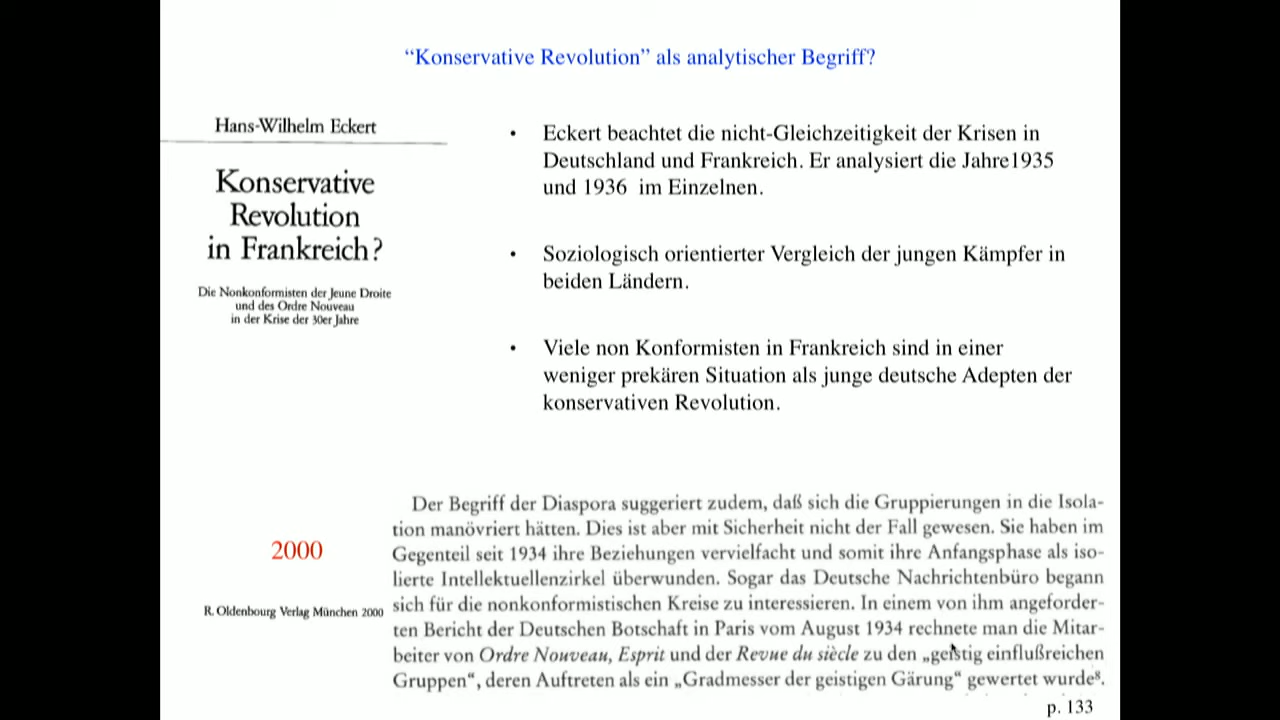 “Konservative Revolution” als analytischer Begriff?
Hans-Wilhelm Eckert
Konservative
Revolution
in Frankreich?
Die Nonkonformisten der Jeune Droite
und des Ordre Nouveau
in der Krise der 30er Jahre
2000
R. Oldenbourg Verlag München 2000
• Eckert beachtet die nicht-Gleichzeitigkeit der Krisen in
Deutschland und Frankreich. Er analysiert die Jahre1935
und 1936 im Einzelnen.
• Soziologisch orientierter Vergleich der jungen Kämpfer in
beiden Ländern.
• Viele non Konformisten in Frankreich sind in einer
weniger prekären Situation als junge deutsche Adepten der
konservativen Revolution.
Der Begriff der Diaspora suggeriert zudem, daß sich die Gruppierungen in die Isola-
tion manövriert hätten. Dies ist aber mit Sicherheit nicht der Fall gewesen. Sie haben im
Gegenteil seit 1934 ihre Beziehungen vervielfacht und somit ihre Anfangsphase als iso-
lierte Intellektuellenzirkel überwunden. Sogar das Deutsche Nachrichtenbüro begann
sich für die nonkonformistischen Kreise zu interessieren. In einem von ihm angeforder-
ten Bericht der Deutschen Botschaft in Paris vom August 1934 rechnete man die Mitar-
beiter von Ordre Nouveau, Esprit und der Revue du siècle zu den „geistig einflußreichen
Gruppen“, deren Auftreten als ein „Gradmesser der geistigen Gärung“ gewertet wurde⁸.
p. 133